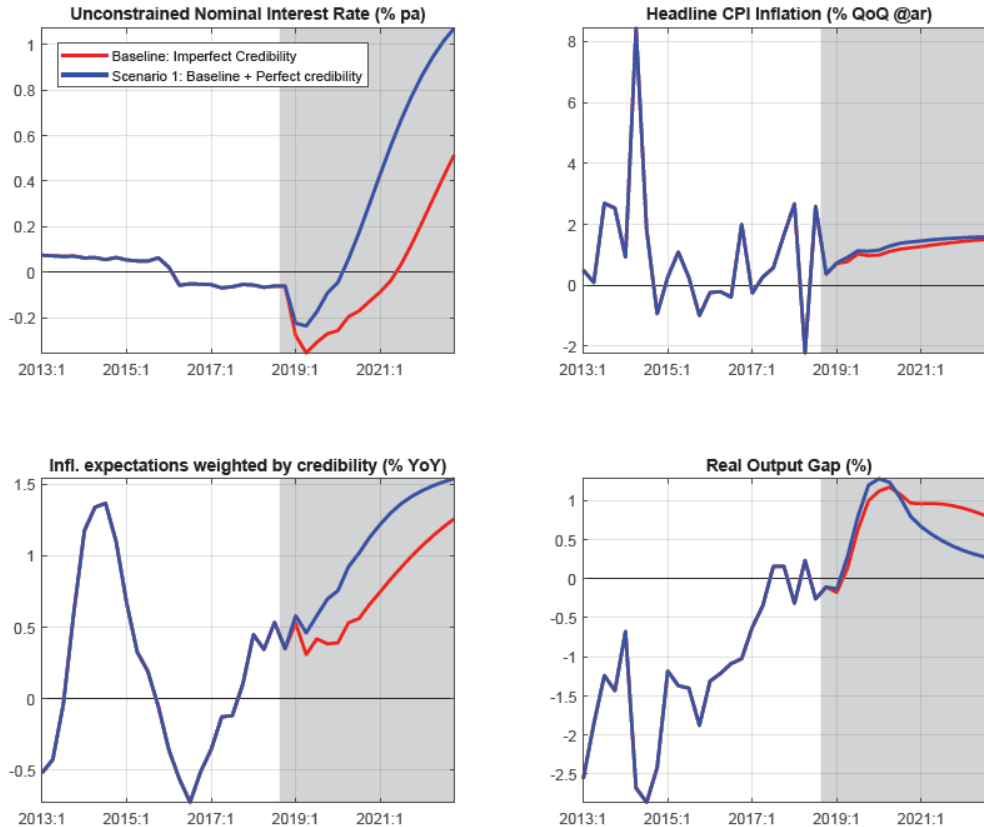 Unconstrained Nominal Interest Rate (% pa)
1
0.8
0.6
0.4
0.2
0
-0.2
2013:1 2015:1 2017:1 2019:1 2021:1
Baseline: Imperfect Credibility
Scenario 1: Baseline + Perfect credibility
Headline CPI Inflation (% QoQ @ar)
8
6
4
2
0
-2
2013:1 2015:1 2017:1 2019:1 2021:1
Infl. expectations weighted by credibility (% YoY)
1.5
1
0.5
0
-0.5
2013:1 2015:1 2017:1 2019:1 2021:1
Real Output Gap (%)
1
0.5
0
-0.5
-1
-1.5
-2
-2.5
2013:1 2015:1 2017:1 2019:1 2021:1